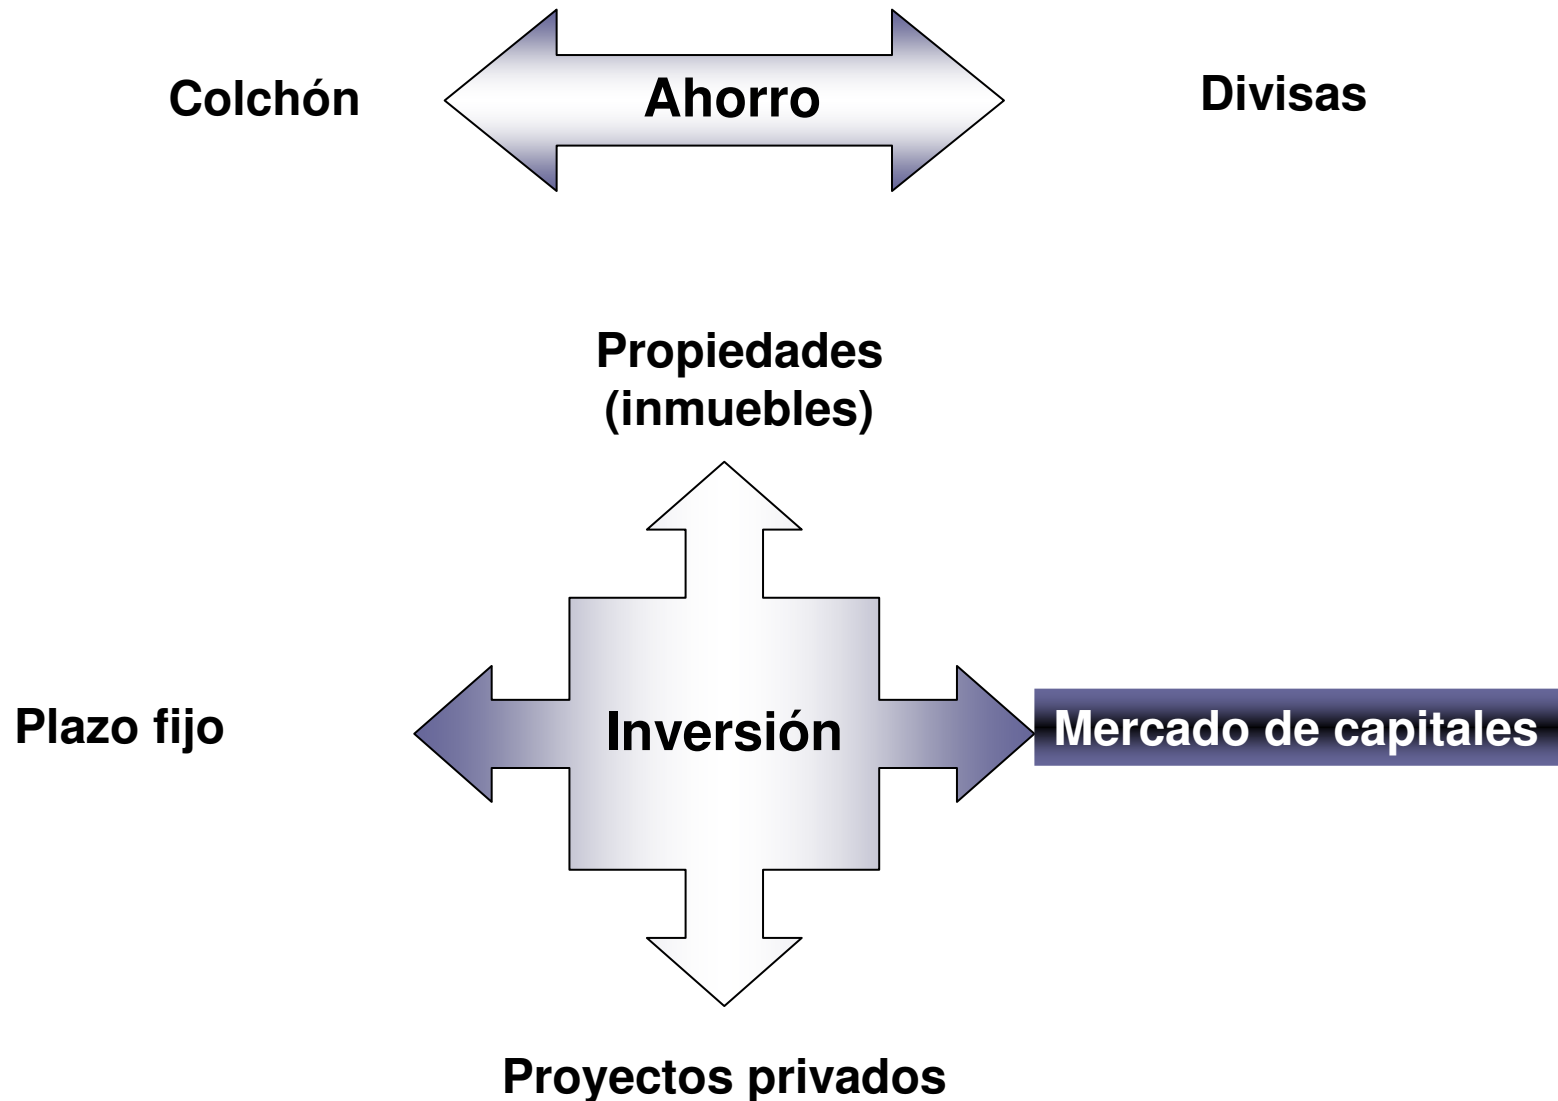 Colchón
Ahorro
Divisas
Propiedades
(inmuebles)
Plazo fijo
Inversión
Mercado de capitales
Proyectos privados